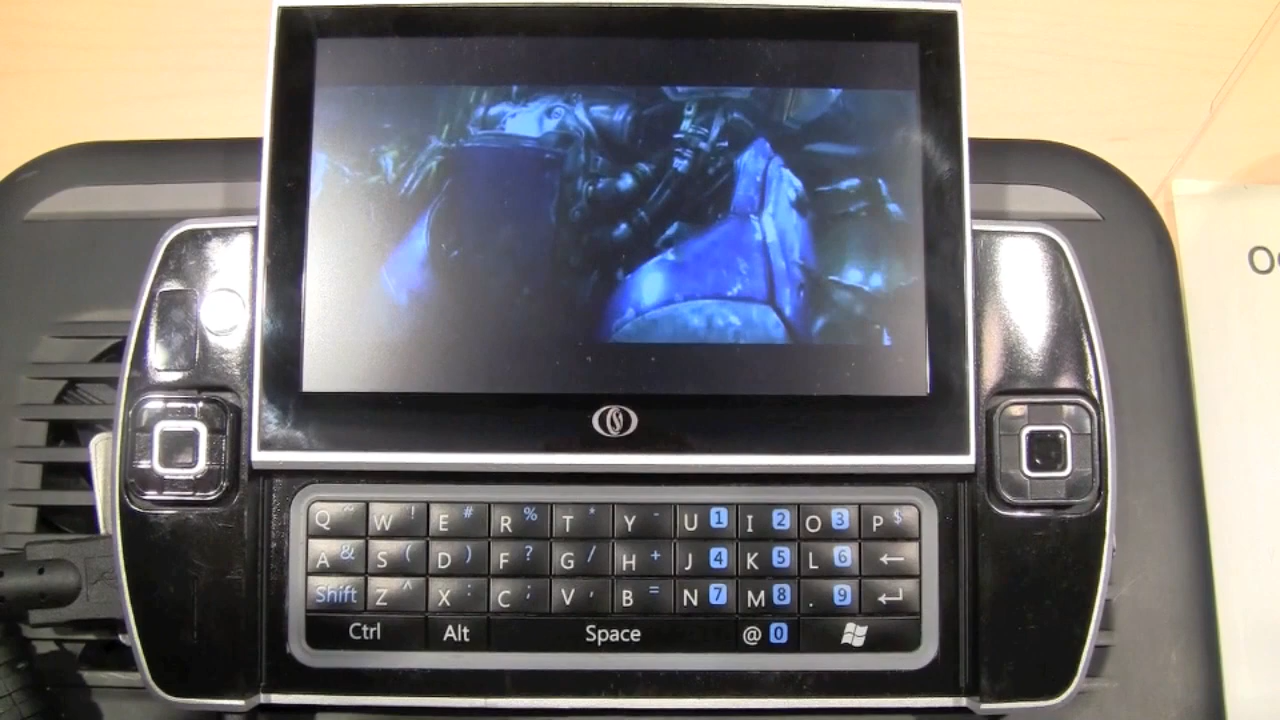 O
Q ~ W ! E # R % T * Y - U 1 I 2 O 3 P $
A & S ( D ) F ? G / H + J 4 K 5 L 6 ←
Shift Z ^ X : C ; V , B = N 7 M 8 . 9 ↵
Ctrl Alt Space @ 0